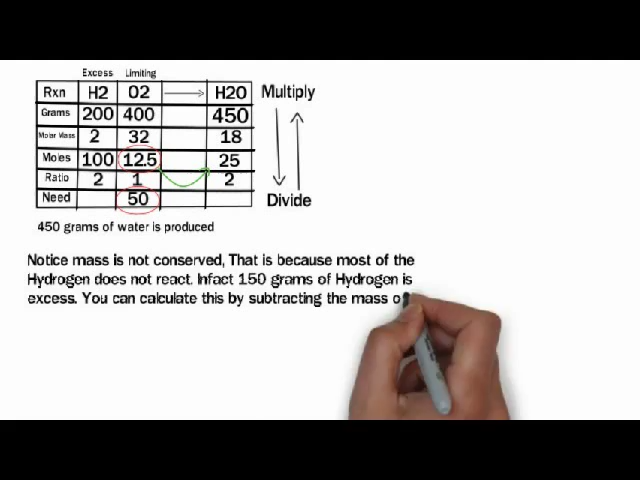 Excess Limiting
Rxn H2 O2 H2O
Grams 200 400 450
Molar Mass 2 32 18
Moles 100 12.5 25
Ratio 2 1 2
Need 50
Multiply
Divide
450 grams of water is produced
Notice mass is not conserved, That is because most of the
Hydrogen does not react. Infact 150 grams of Hydrogen is
excess. You can calculate this by subtracting the mass o